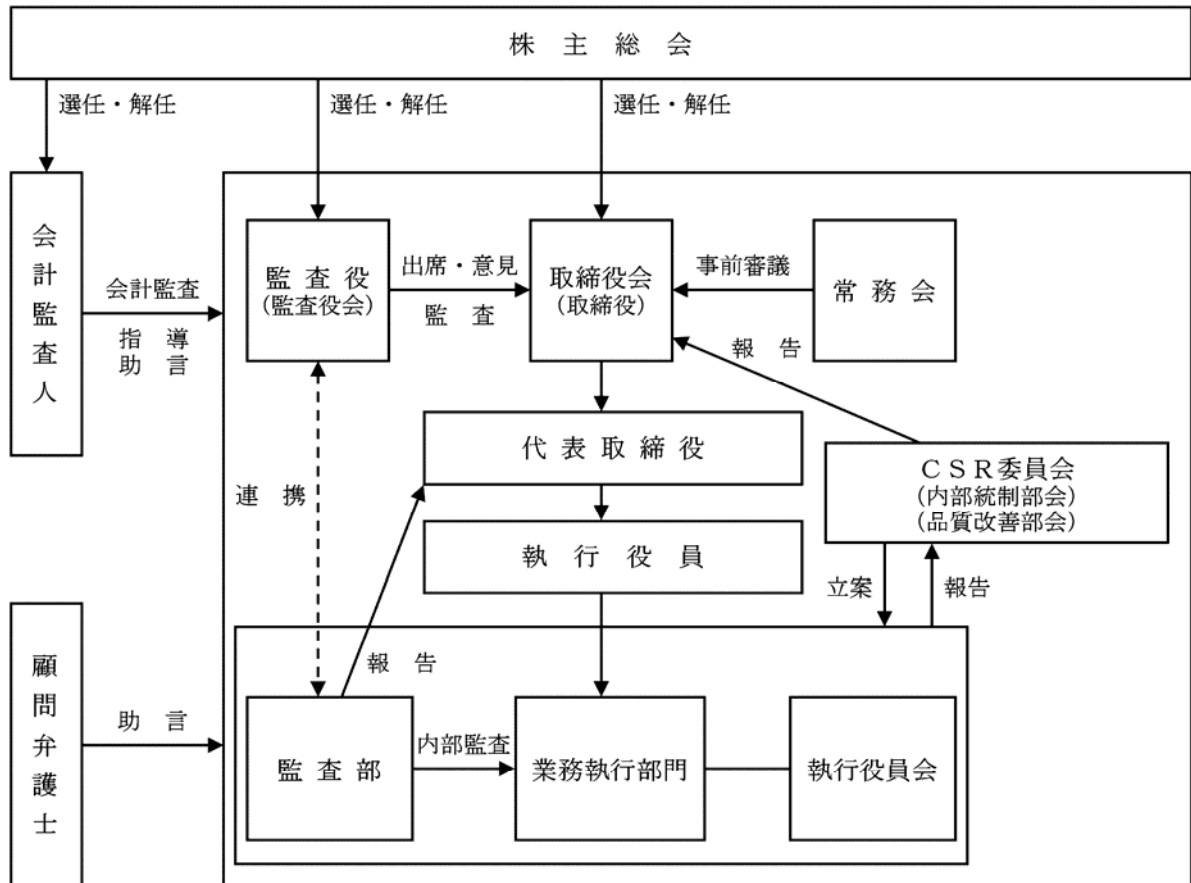 株主総会
選任・解任
選任・解任
選任・解任
会計監査人
会計監査
指導
助言
監査役
(監査役会)
出席・意見
監査
取締役会
(取締役)
事前審議
常務会
報告
代表取締役
CSR委員会
(内部統制部会)
(品質改善部会)
連携
執行役員
立案
報告
顧問弁護士
助言
報告
監査部
内部監査
業務執行部門
執行役員会